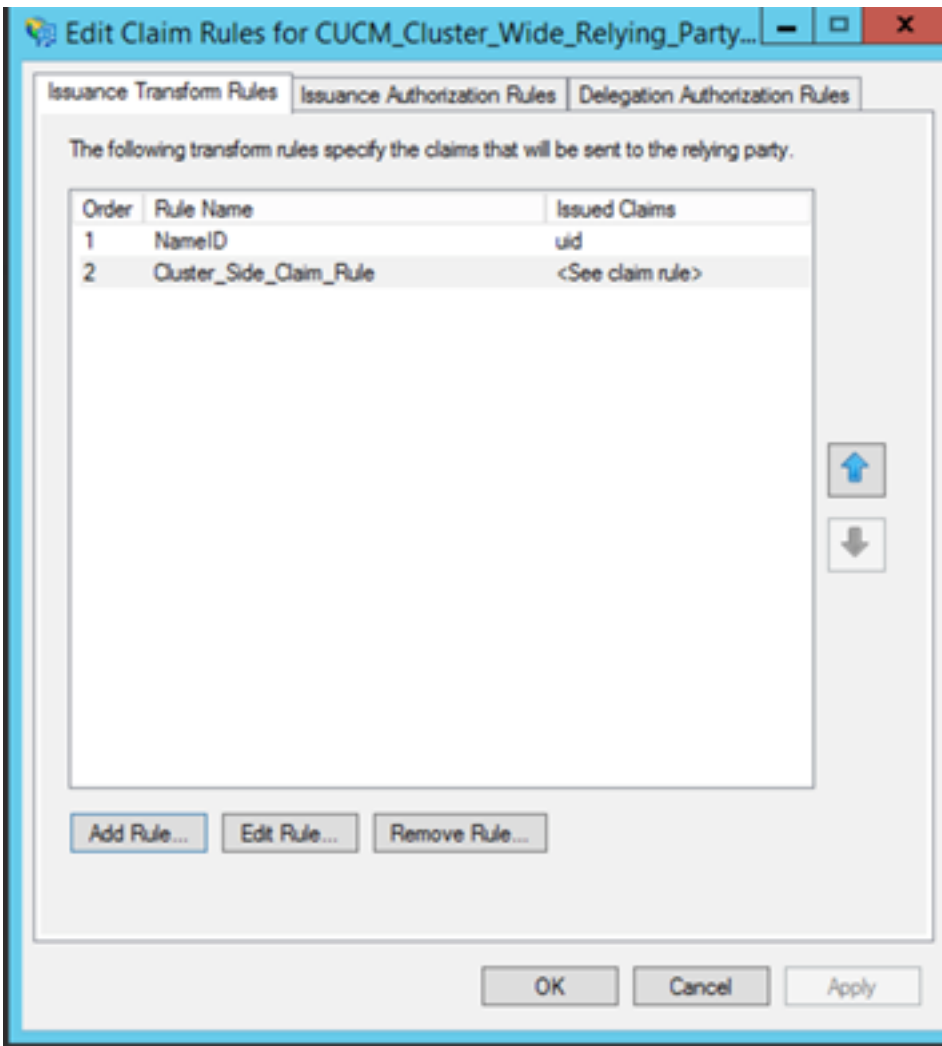 Edit Claim Rules for CUCM_Cluster_Wide_Relying_Party...
Issuance Transform Rules Issuance Authorization Rules Delegation Authorization Rules
The following transform rules specify the claims that will be sent to the relying party.
Order Rule Name Issued Claims
1 NameID uid
2 Cluster_Side_Claim_Rule <See claim rule>
Add Rule... Edit Rule... Remove Rule...
OK Cancel Apply